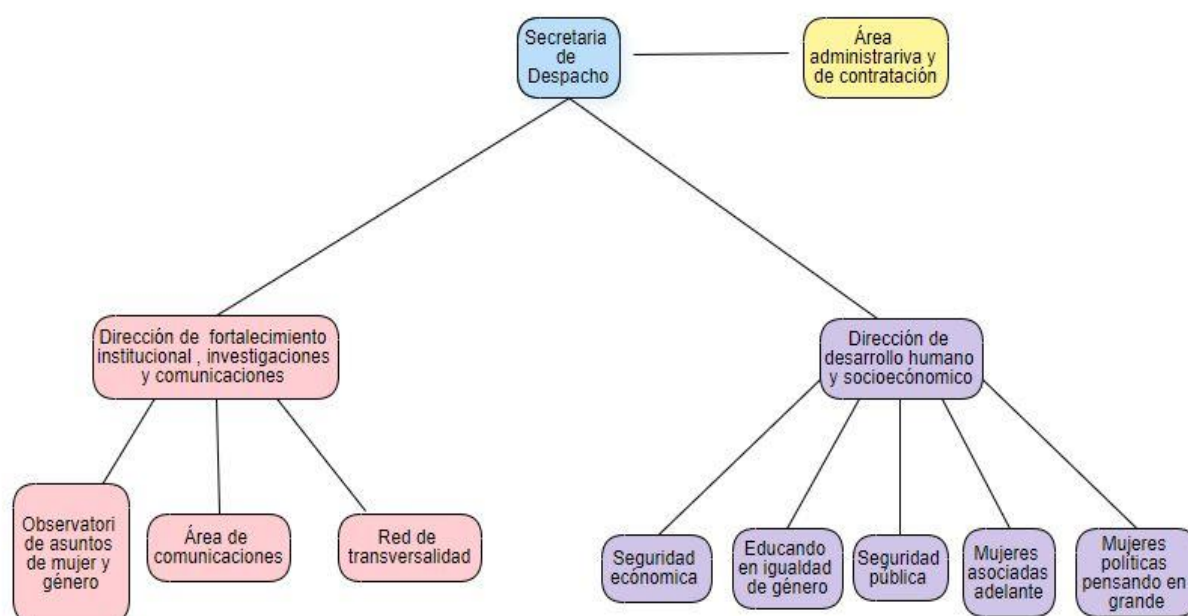 Secretaria
de
Despacho
Área
administrariva y
de contratación
Dirección de fortalecimiento
institucional , investigaciones
y comunicaciones
Dirección de
desarrollo humano
y socioecónomico
Observatori
de asuntos
de mujer y
género
Área de
comunicaciones
Red de
transversalidad
Seguridad
ecónomica
Educando
en igualdad
de género
Seguridad
pública
Mujeres
asociadas
adelante
Mujeres
políticas
pensando en
grande